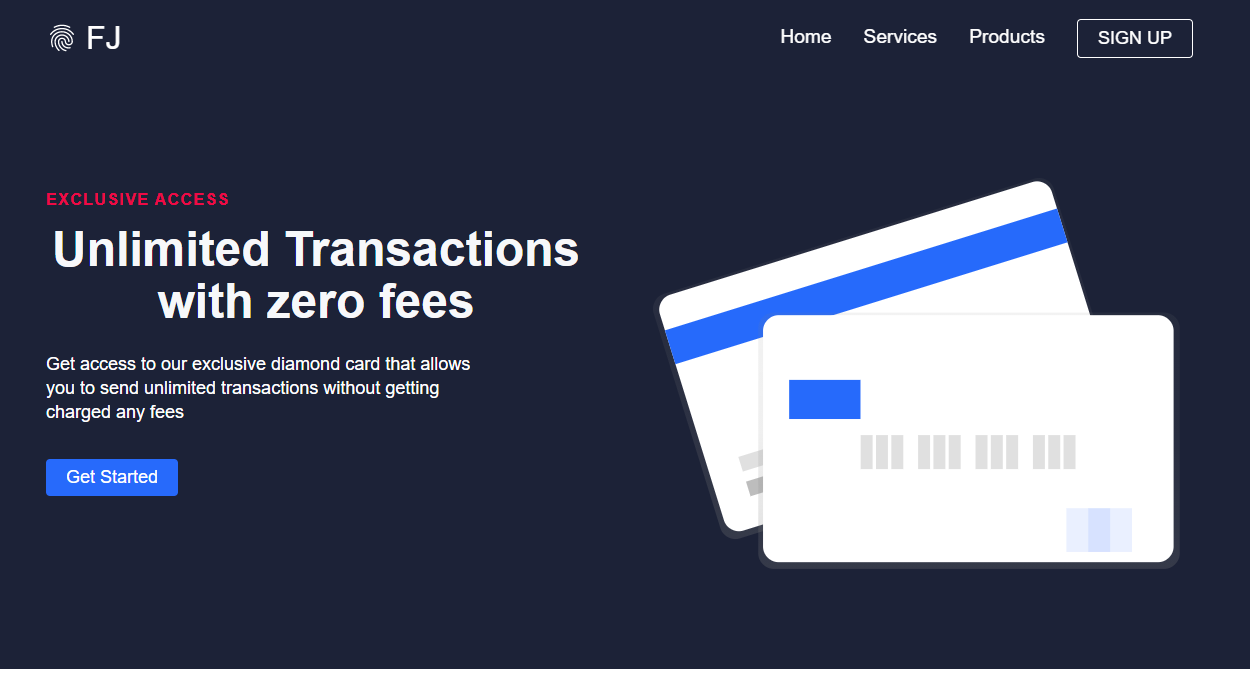 FJ
Home Services Products SIGN UP
EXCLUSIVE ACCESS
Unlimited Transactions
with zero fees
Get access to our exclusive diamond card that allows
you to send unlimited transactions without getting
charged any fees
Get Started